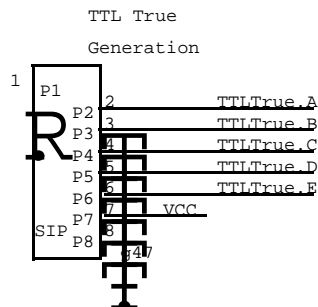 TTL True
Generation
1
P1
P2 2 TTLTrue.A
P3 3 TTLTrue.B
R
P4 4 TTLTrue.C
P5 5 TTLTrue.D
P6 6 TTLTrue.E
P7 7 VCC
SIP
P8 8
g47